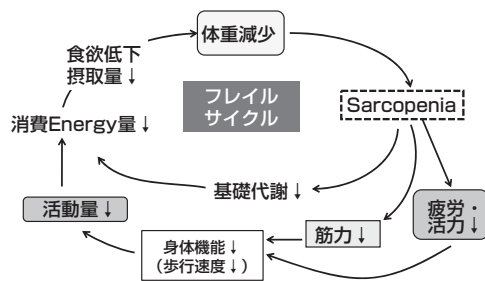 体重減少
食欲低下
摂取量↓
消費Energy量↓
フレイル
サイクル
Sarcopenia
基礎代謝↓
活動量↓
疲労・
活力↓
筋力↓
身体機能↓
(歩行速度↓)